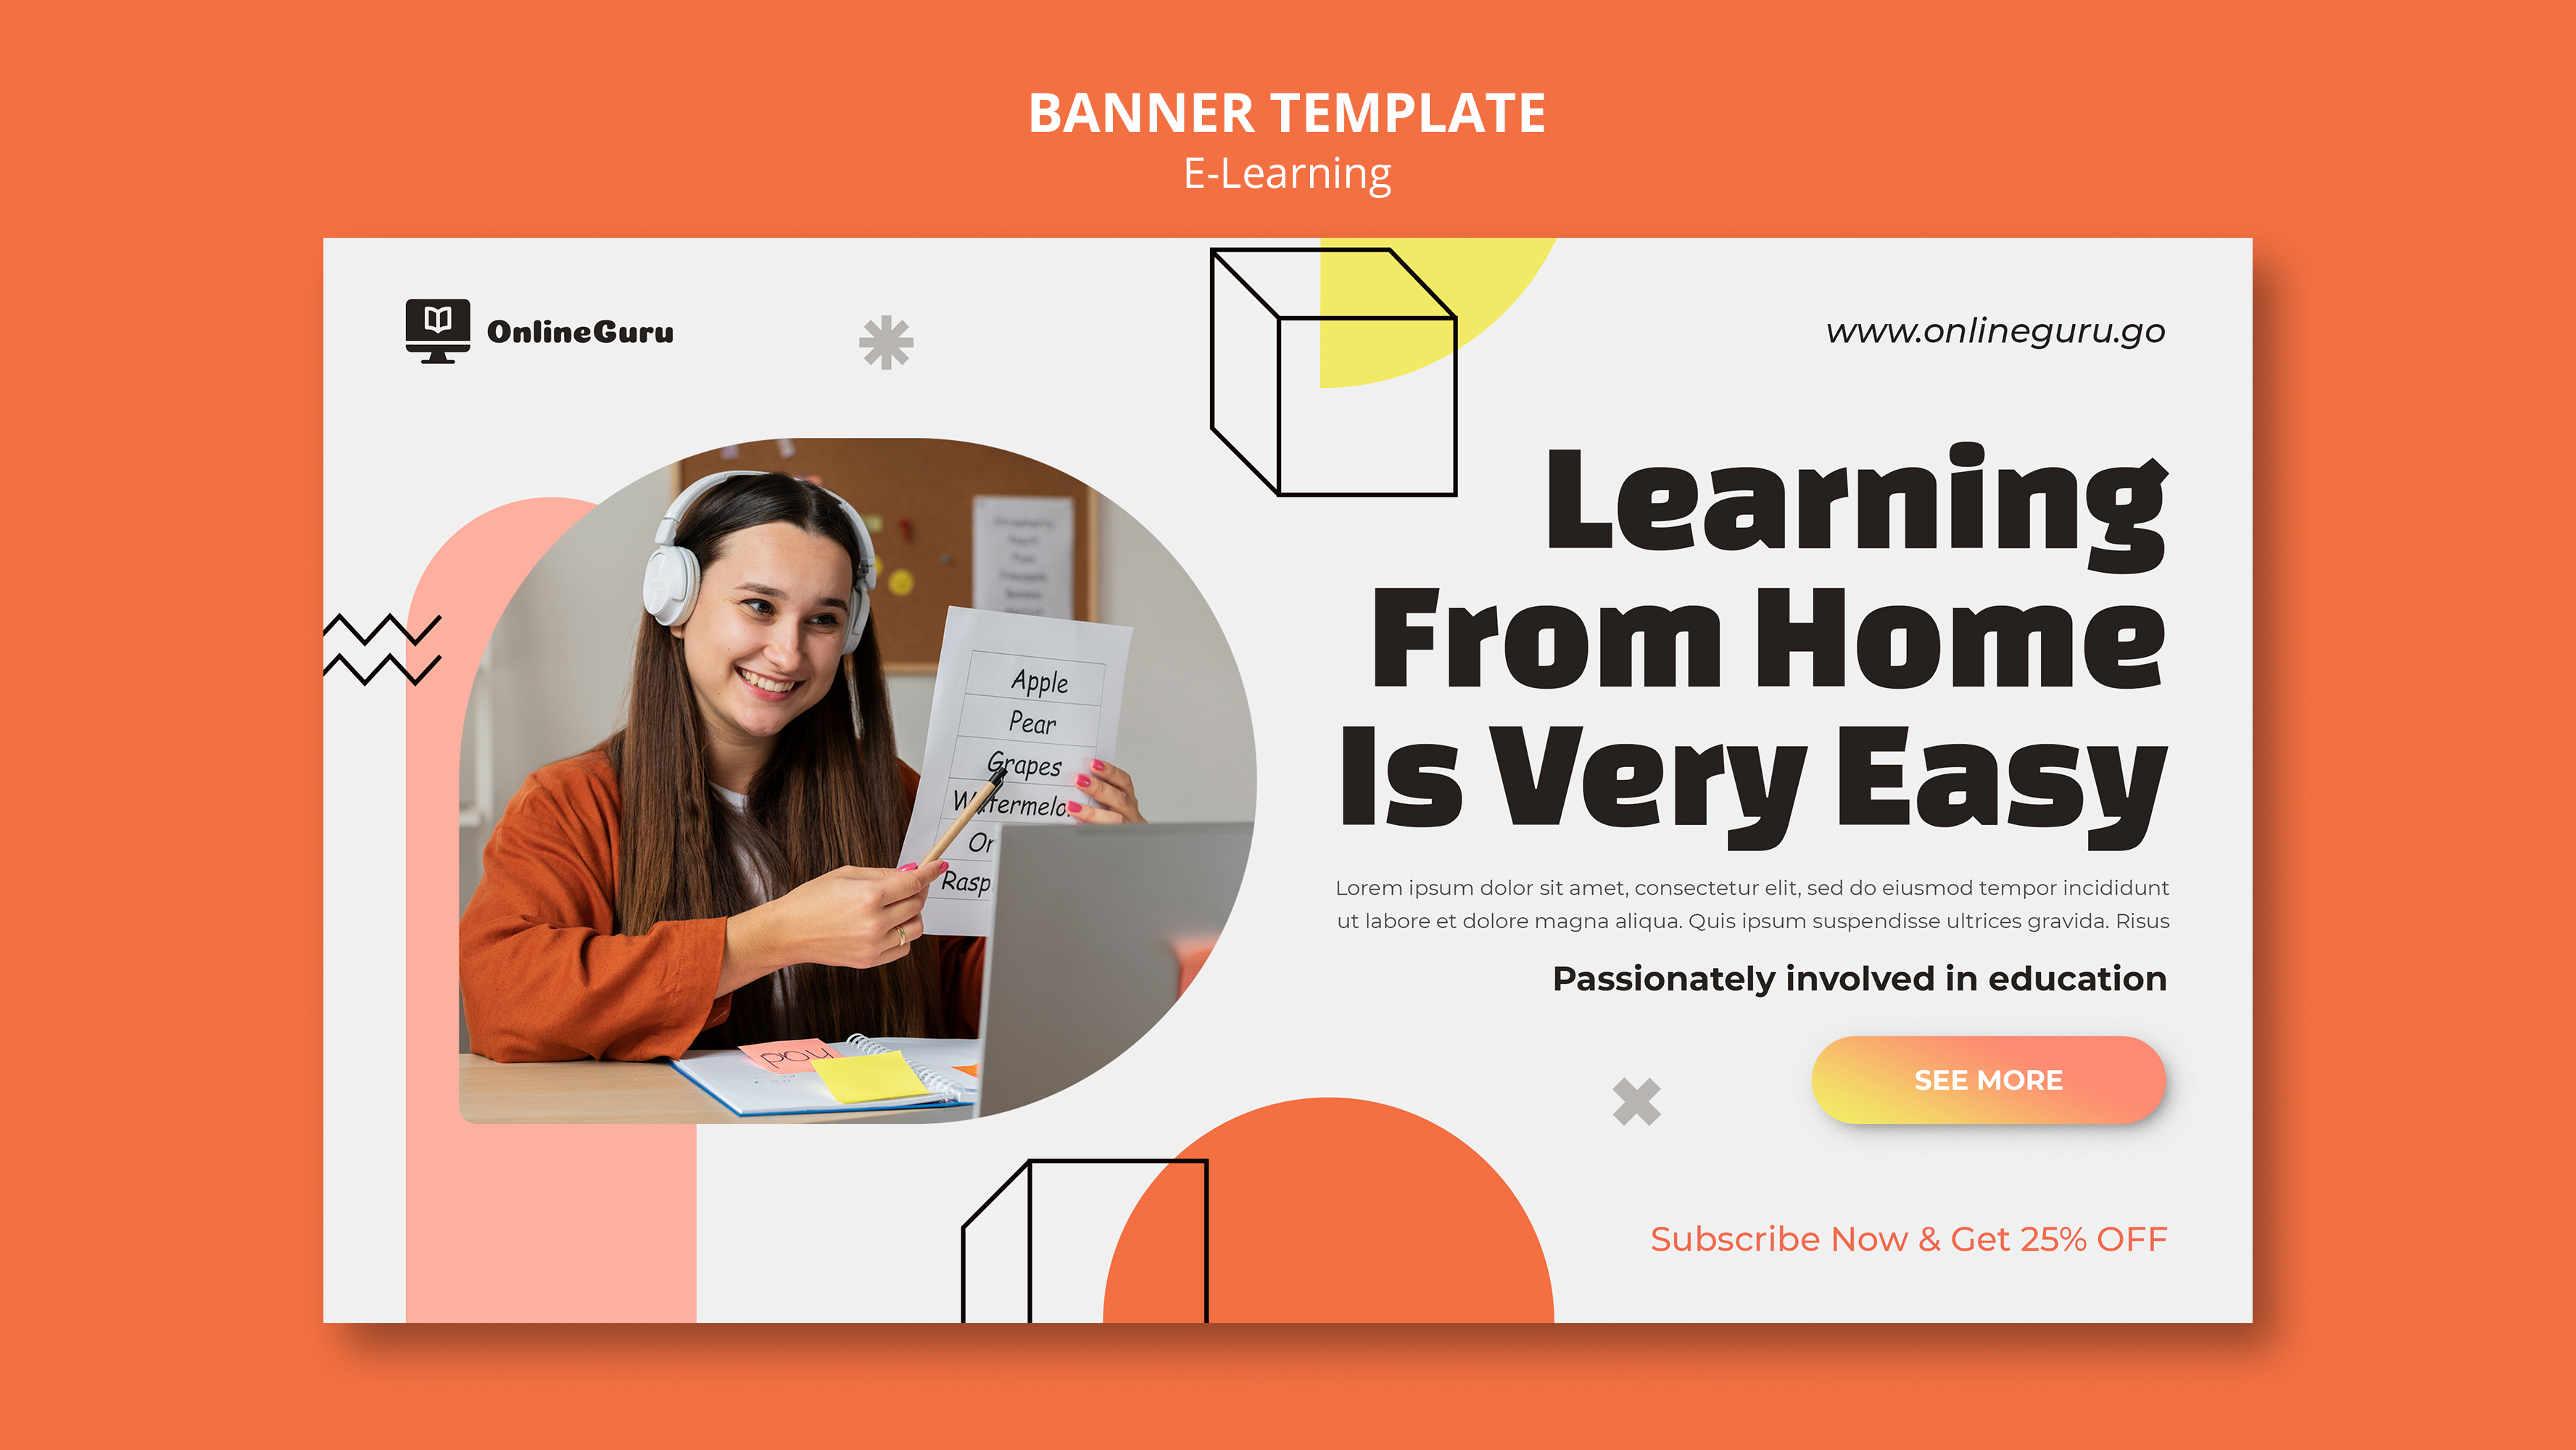 BANNER TEMPLATE
E-Learning
OnlineGuru
www.onlineguru.go
Learning
From Home
Is Very Easy
Apple
Pear
Grapes
Lorem ipsum dolor sit amet, consectetur elit, sed do eiusmod tempor incididunt
ut labore et dolore magna aliqua. Quis ipsum suspendisse ultrices gravida. Risus
Passionately involved in education
SEE MORE
Subscribe Now & Get 25% OFF